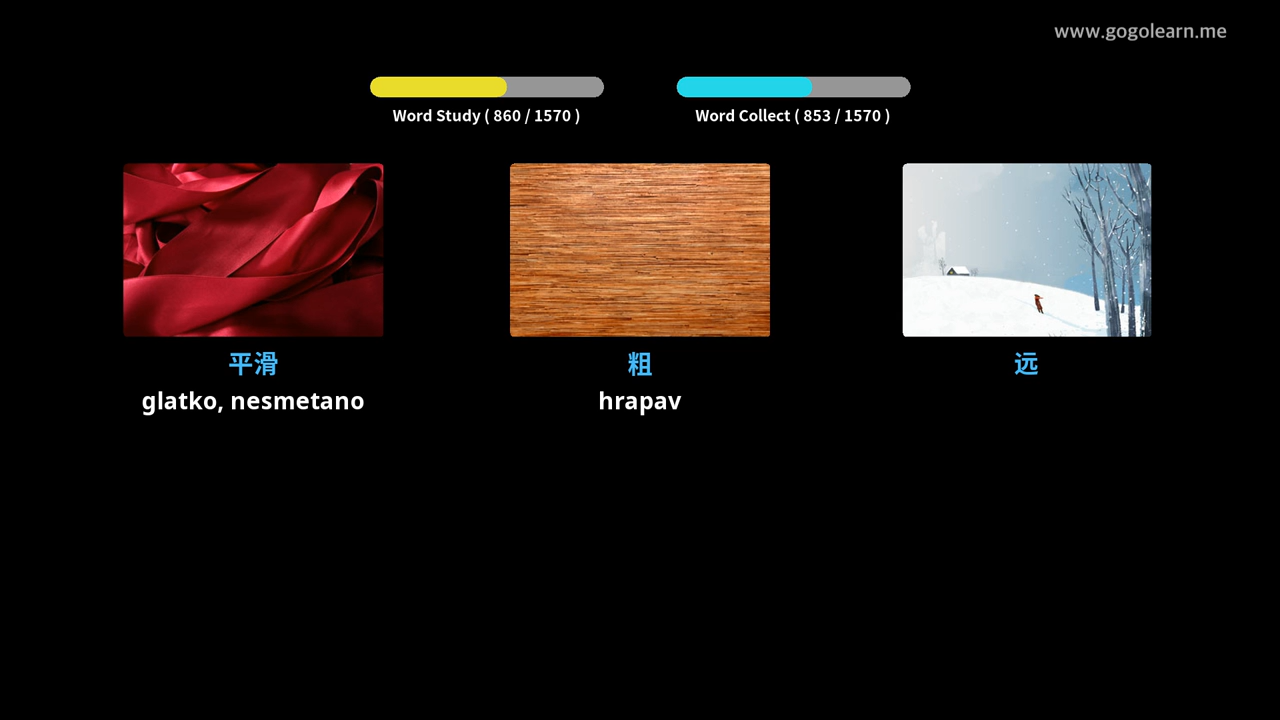 www.gogolearn.me
Word Study ( 860 / 1570 )
Word Collect ( 853 / 1570 )
平滑
粗
远
glatko, nesmetano
hrapav